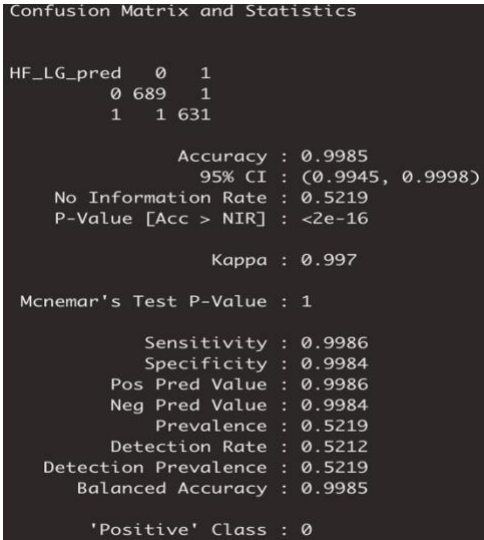 Confusion Matrix and Statistics
HF_LG_pred 0 1
0 689 1
1 1 631
Accuracy : 0.9985
95% CI : (0.9945, 0.9998)
No Information Rate : 0.5219
P-Value [Acc > NIR] : <2e-16
Kappa : 0.997
Mcnemar's Test P-Value : 1
Sensitivity : 0.9986
Specificity : 0.9984
Pos Pred Value : 0.9986
Neg Pred Value : 0.9984
Prevalence : 0.5219
Detection Rate : 0.5212
Detection Prevalence : 0.5219
Balanced Accuracy : 0.9985
'Positive' Class : 0